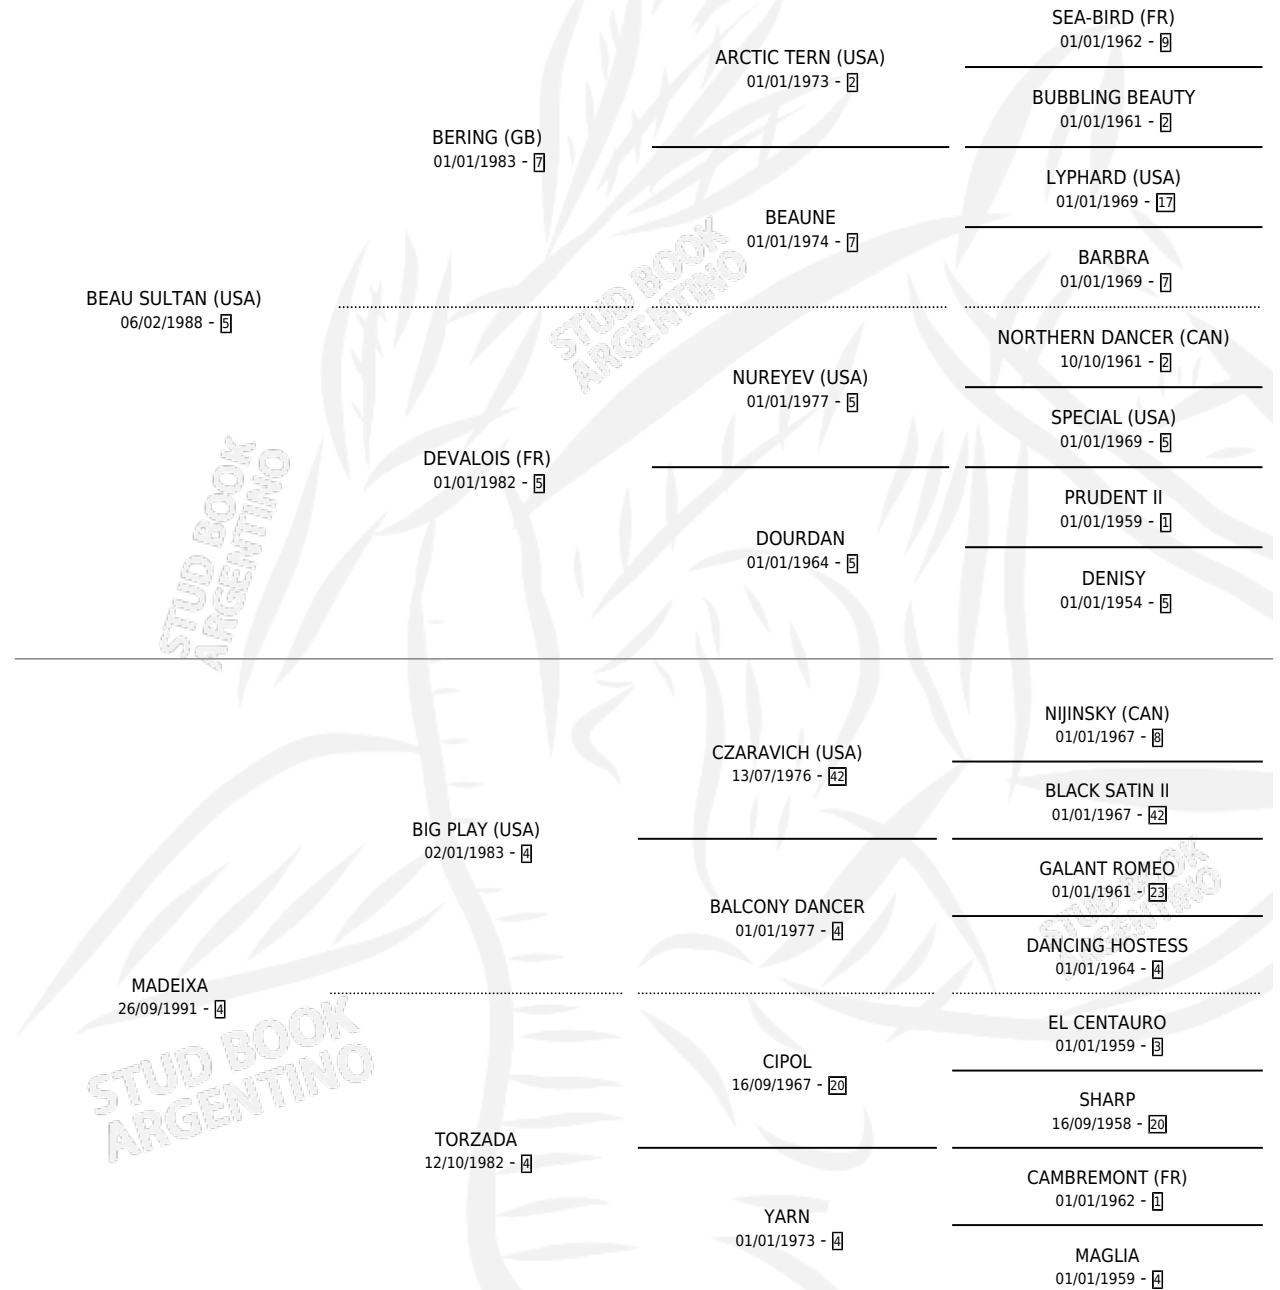 SEA-BIRD (FR)
01/01/1962 - 9
ARCTIC TERN (USA)
01/01/1973 - 2
BUBBLING BEAUTY
01/01/1961 - 2
BERING (GB)
01/01/1983 - 7
LYPHARD (USA)
01/01/1969 - 17
BEAUNE
01/01/1974 - 7
BARBRA
01/01/1969 - 7
BEAU SULTAN (USA)
06/02/1988 - 5
NORTHERN DANCER (CAN)
10/10/1961 - 2
NUREYEV (USA)
01/01/1977 - 5
SPECIAL (USA)
01/01/1969 - 5
DEVALOIS (FR)
01/01/1982 - 5
PRUDENT II
01/01/1959 - 1
DOURDAN
01/01/1964 - 5
DENISY
01/01/1954 - 5
NIJINSKY (CAN)
01/01/1967 - 8
CZARAVICH (USA)
13/07/1976 - 42
BLACK SATIN II
01/01/1967 - 42
BIG PLAY (USA)
02/01/1983 - 4
GALANT ROMEO
01/01/1961 - 23
BALCONY DANCER
01/01/1977 - 4
DANCING HOSTESS
01/01/1964 - 4
MADEIXA
26/09/1991 - 4
EL CENTAURO
01/01/1959 - 3
CIPOL
16/09/1967 - 20
SHARP
16/09/1958 - 20
TORZADA
12/10/1982 - 4
CAMBREMONT (FR)
01/01/1962 - 1
YARN
01/01/1973 - 4
MAGLIA
01/01/1959 - 4
STUD BOOK
ARGENTINO
STUD BOOK
ARGENTINO
STUD BOOK
ARGENTINO
STUD BOOK
ARGENTINO